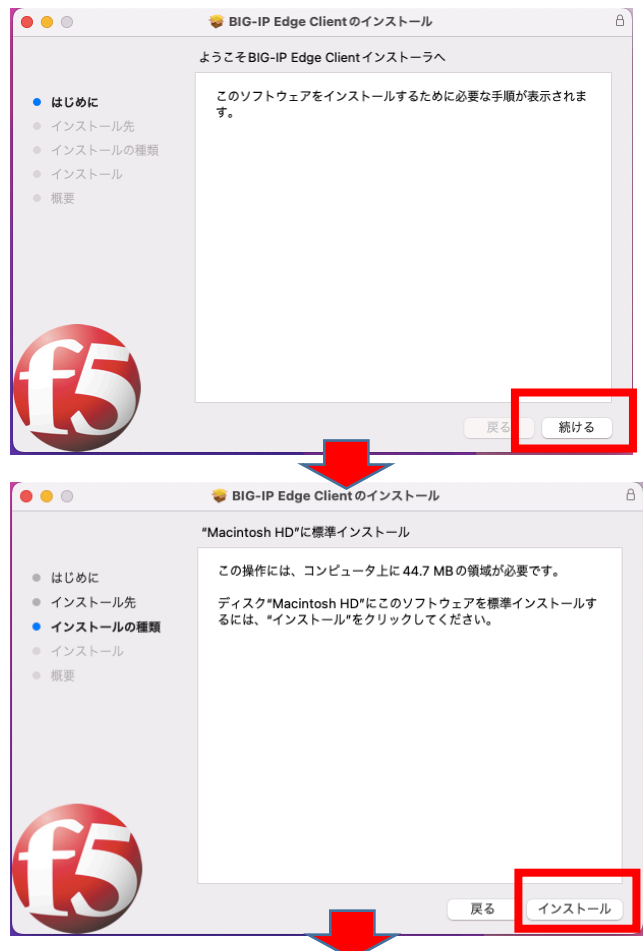 BIG-IP Edge Clientのインストール
ようこそBIG-IP Edge Clientインストーラへ
はじめに
インストール先
インストールの種類
インストール
概要
このソフトウェアをインストールするために必要な手順が表示されま
す。
f5
戻る
続ける
BIG-IP Edge Clientのインストール
“Macintosh HD”に標準インストール
はじめに
インストール先
インストールの種類
インストール
概要
この操作には、コンピュータ上に44.7 MBの領域が必要です。
ディスク“Macintosh HD”にこのソフトウェアを標準インストールす
るには、“インストール”をクリックしてください。
f5
戻る
インストール